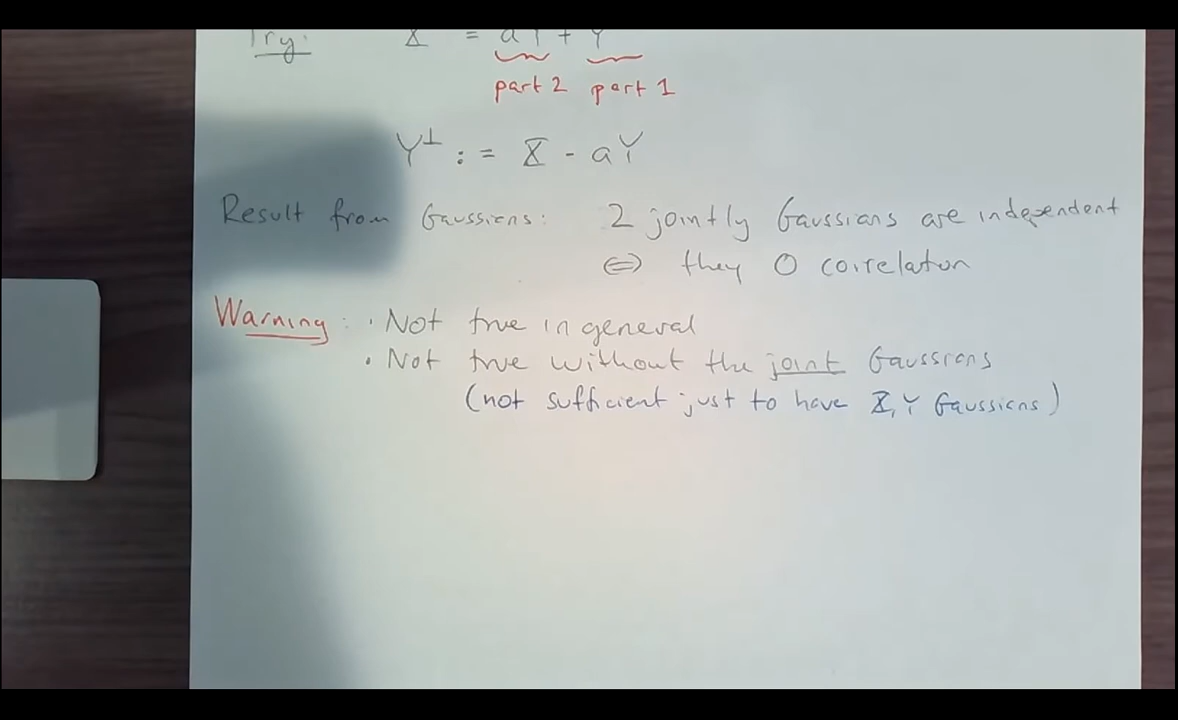 Try: X = aY + Y
part 2 part 1
Y⊥ := X - aY
Result from Gaussians: 2 jointly Gaussians are independent
⇔ they 0 correlation
Warning: · Not true in general
· Not true without the joint Gaussians
(not sufficient just to have X, Y Gaussians)